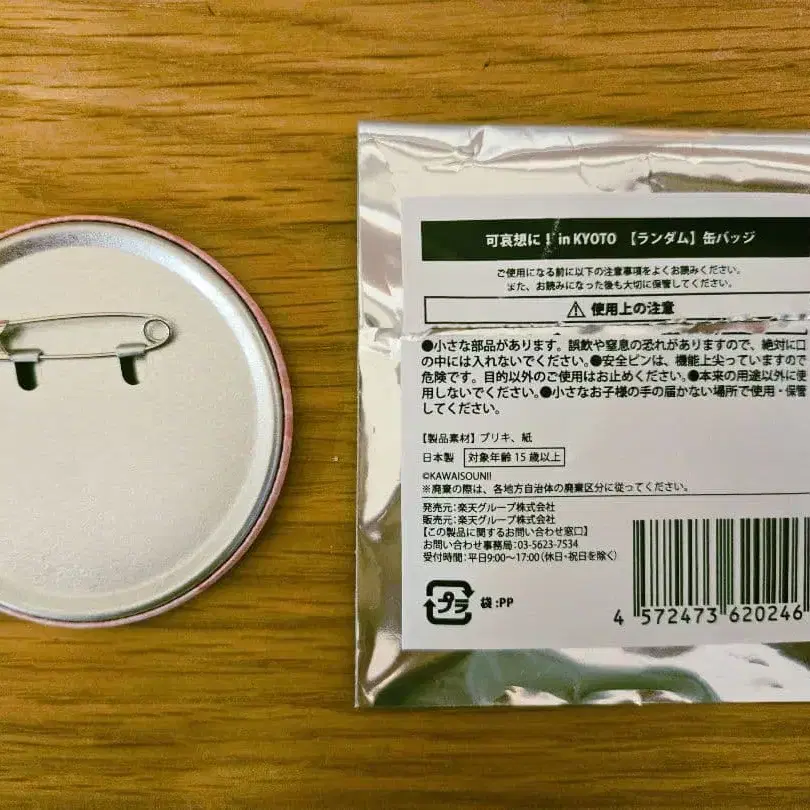 可哀想に！in KYOTO 【ランダム】缶バッジ
ご使用になる前に以下の注意事項をよくお読みください。
また、お読みになった後も大切に保管してください。
⚠ 使用上の注意
●小さな部品があります。誤飲や窒息の恐れがありますので、絶対に口
の中には入れないでください。●安全ピンは、機能上尖っていますので
危険です。目的以外のご使用はお止めください。●本来の用途以外に使
用しないでください。●小さなお子様の手の届かない場所で使用・保管
してください。
【製品素材】ブリキ、紙
日本製 対象年齢15歳以上
©KAWAISOUNI!
※廃棄の際は、各地方自治体の廃棄区分に従ってください。
発売元:楽天グループ株式会社
販売元:楽天グループ株式会社
【この製品に関するお問い合わせ窓口】
お問い合わせ事務局:03-5623-7534
受付時間:平日9:00～17:00（休日・祝日を除く）
プラ 袋:PP
4 572473 620246